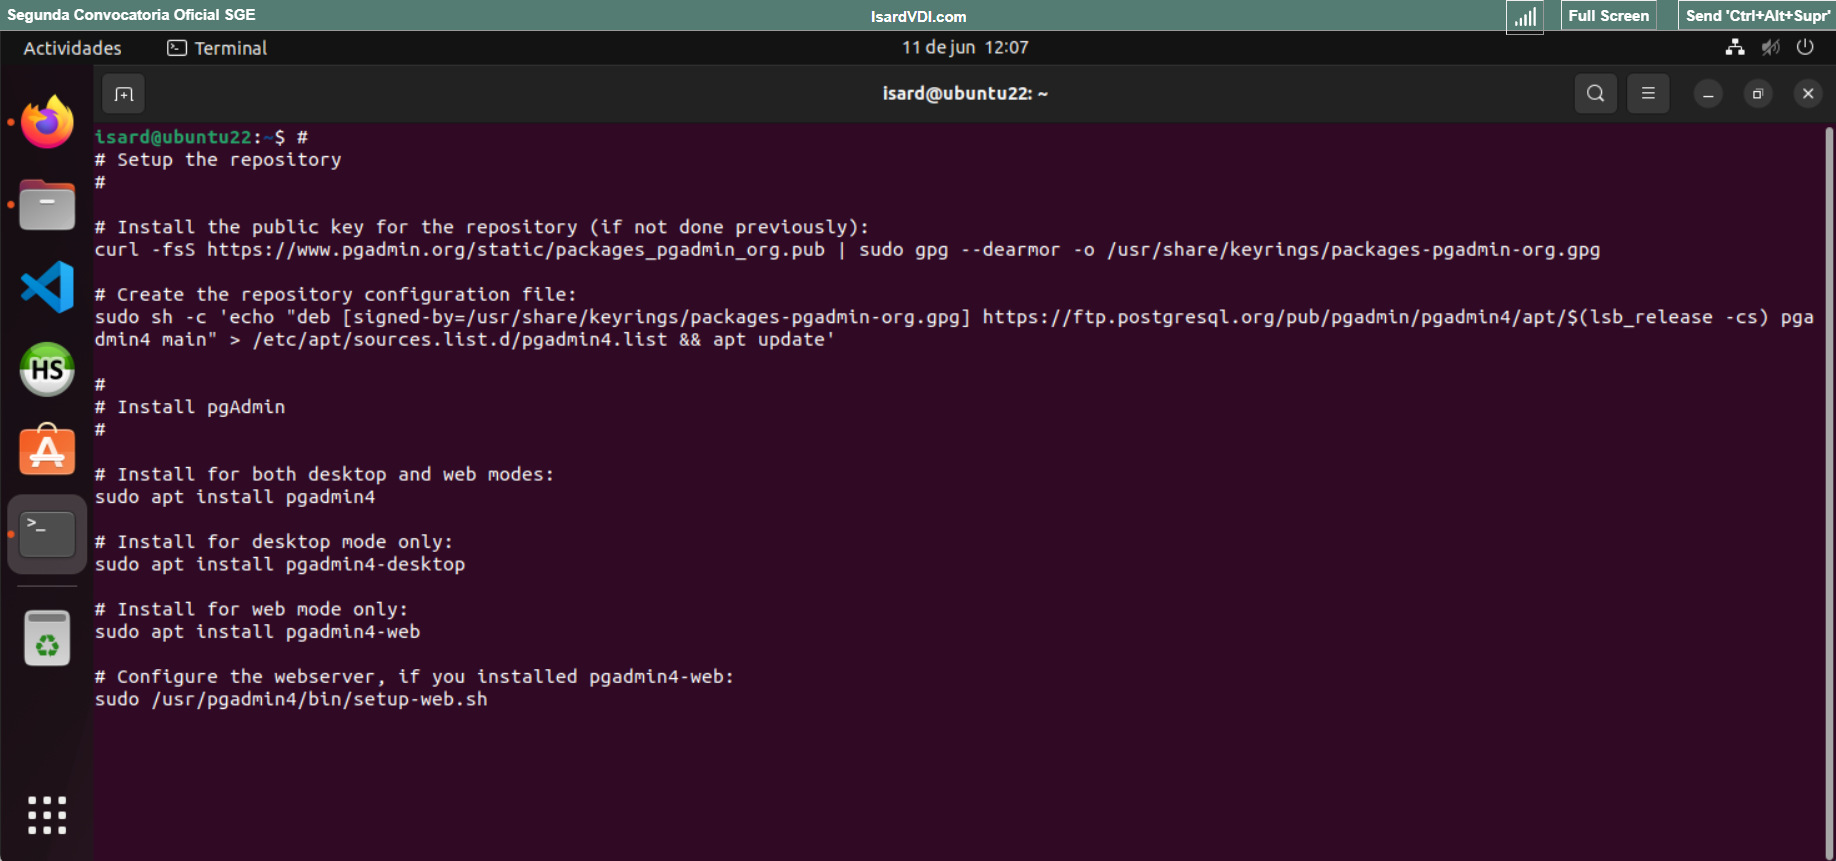 Segunda Convocatoria Oficial SGE
IsardVDI.com
Full Screen
Send 'Ctrl+Alt+Supr'
Actividades
Terminal
11 de jun 12:07
isard@ubuntu22: ~
isard@ubuntu22:~$ #
# Setup the repository
#
# Install the public key for the repository (if not done previously):
curl -fsS https://www.pgadmin.org/static/packages_pgadmin_org.pub | sudo gpg --dearmor -o /usr/share/keyrings/packages-pgadmin-org.gpg
# Create the repository configuration file:
sudo sh -c 'echo "deb [signed-by=/usr/share/keyrings/packages-pgadmin-org.gpg] https://ftp.postgresql.org/pub/pgadmin/pgadmin4/apt/$(lsb_release -cs) pga
dmin4 main" > /etc/apt/sources.list.d/pgadmin4.list && apt update'
#
# Install pgAdmin
#
# Install for both desktop and web modes:
sudo apt install pgadmin4
# Install for desktop mode only:
sudo apt install pgadmin4-desktop
# Install for web mode only:
sudo apt install pgadmin4-web
# Configure the webserver, if you installed pgadmin4-web:
sudo /usr/pgadmin4/bin/setup-web.sh
HS